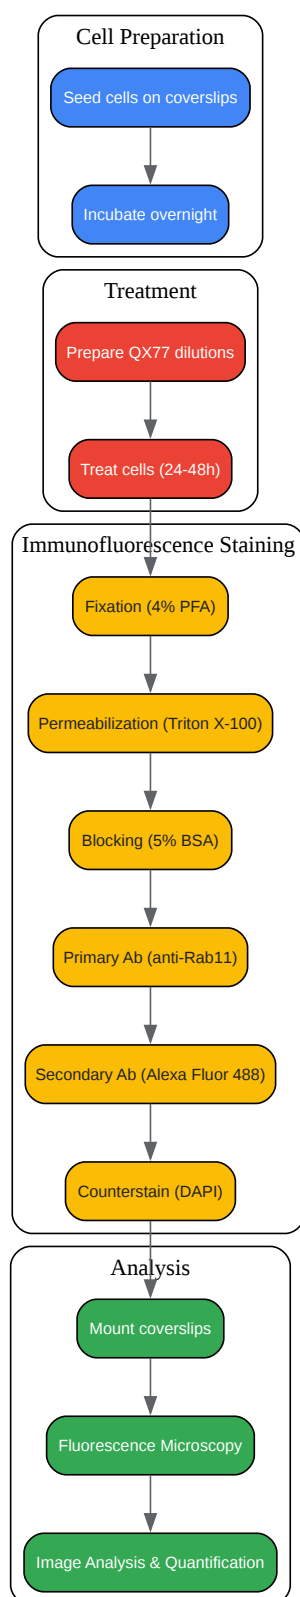 Cell Preparation
Seed cells on coverslips
Incubate overnight
Treatment
Prepare QX77 dilutions
Treat cells (24-48h)
Immunofluorescence Staining
Fixation (4% PFA)
Permeabilization (Triton X-100)
Blocking (5% BSA)
Primary Ab (anti-Rab11)
Secondary Ab (Alexa Fluor 488)
Counterstain (DAPI)
Analysis
Mount coverslips
Fluorescence Microscopy
Image Analysis & Quantification